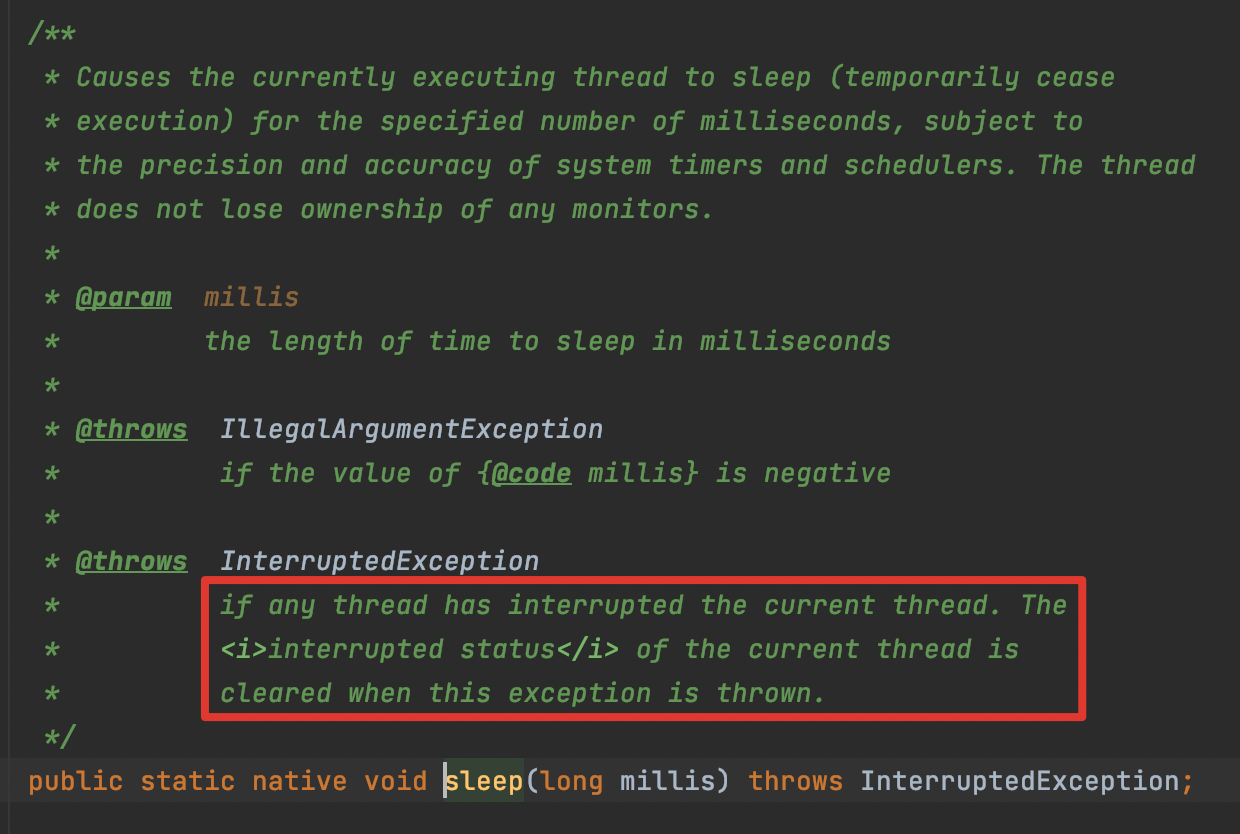 /**
* Causes the currently executing thread to sleep (temporarily cease
* execution) for the specified number of milliseconds, subject to
* the precision and accuracy of system timers and schedulers. The thread
* does not lose ownership of any monitors.
*
* @param  millis
*         the length of time to sleep in milliseconds
*
* @throws  IllegalArgumentException
*          if the value of {@code millis} is negative
*
* @throws  InterruptedException
*          if any thread has interrupted the current thread. The
*          <i>interrupted status</i> of the current thread is
*          cleared when this exception is thrown.
*/
public static native void sleep(long millis) throws InterruptedException;